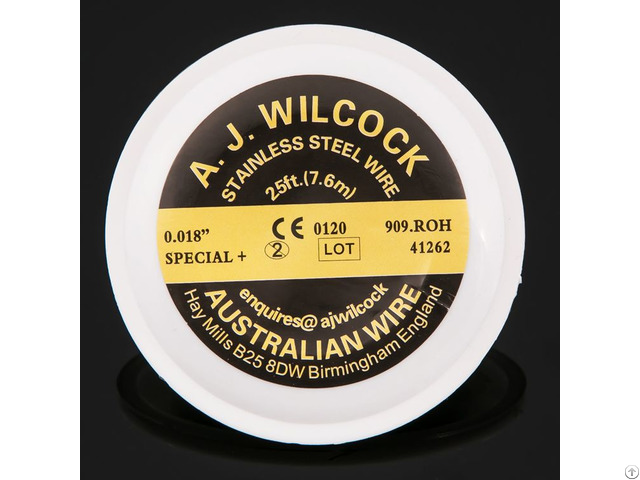 A. J. WILCOCK
STAINLESS STEEL WIRE
25ft.(7.6m)
0.018” CE 0120 909.ROH
SPECIAL + 2 LOT 41262
enquires@ ajwilcock
AUSTRALIAN WIRE
Hay Mills B25 8DW Birmingham England